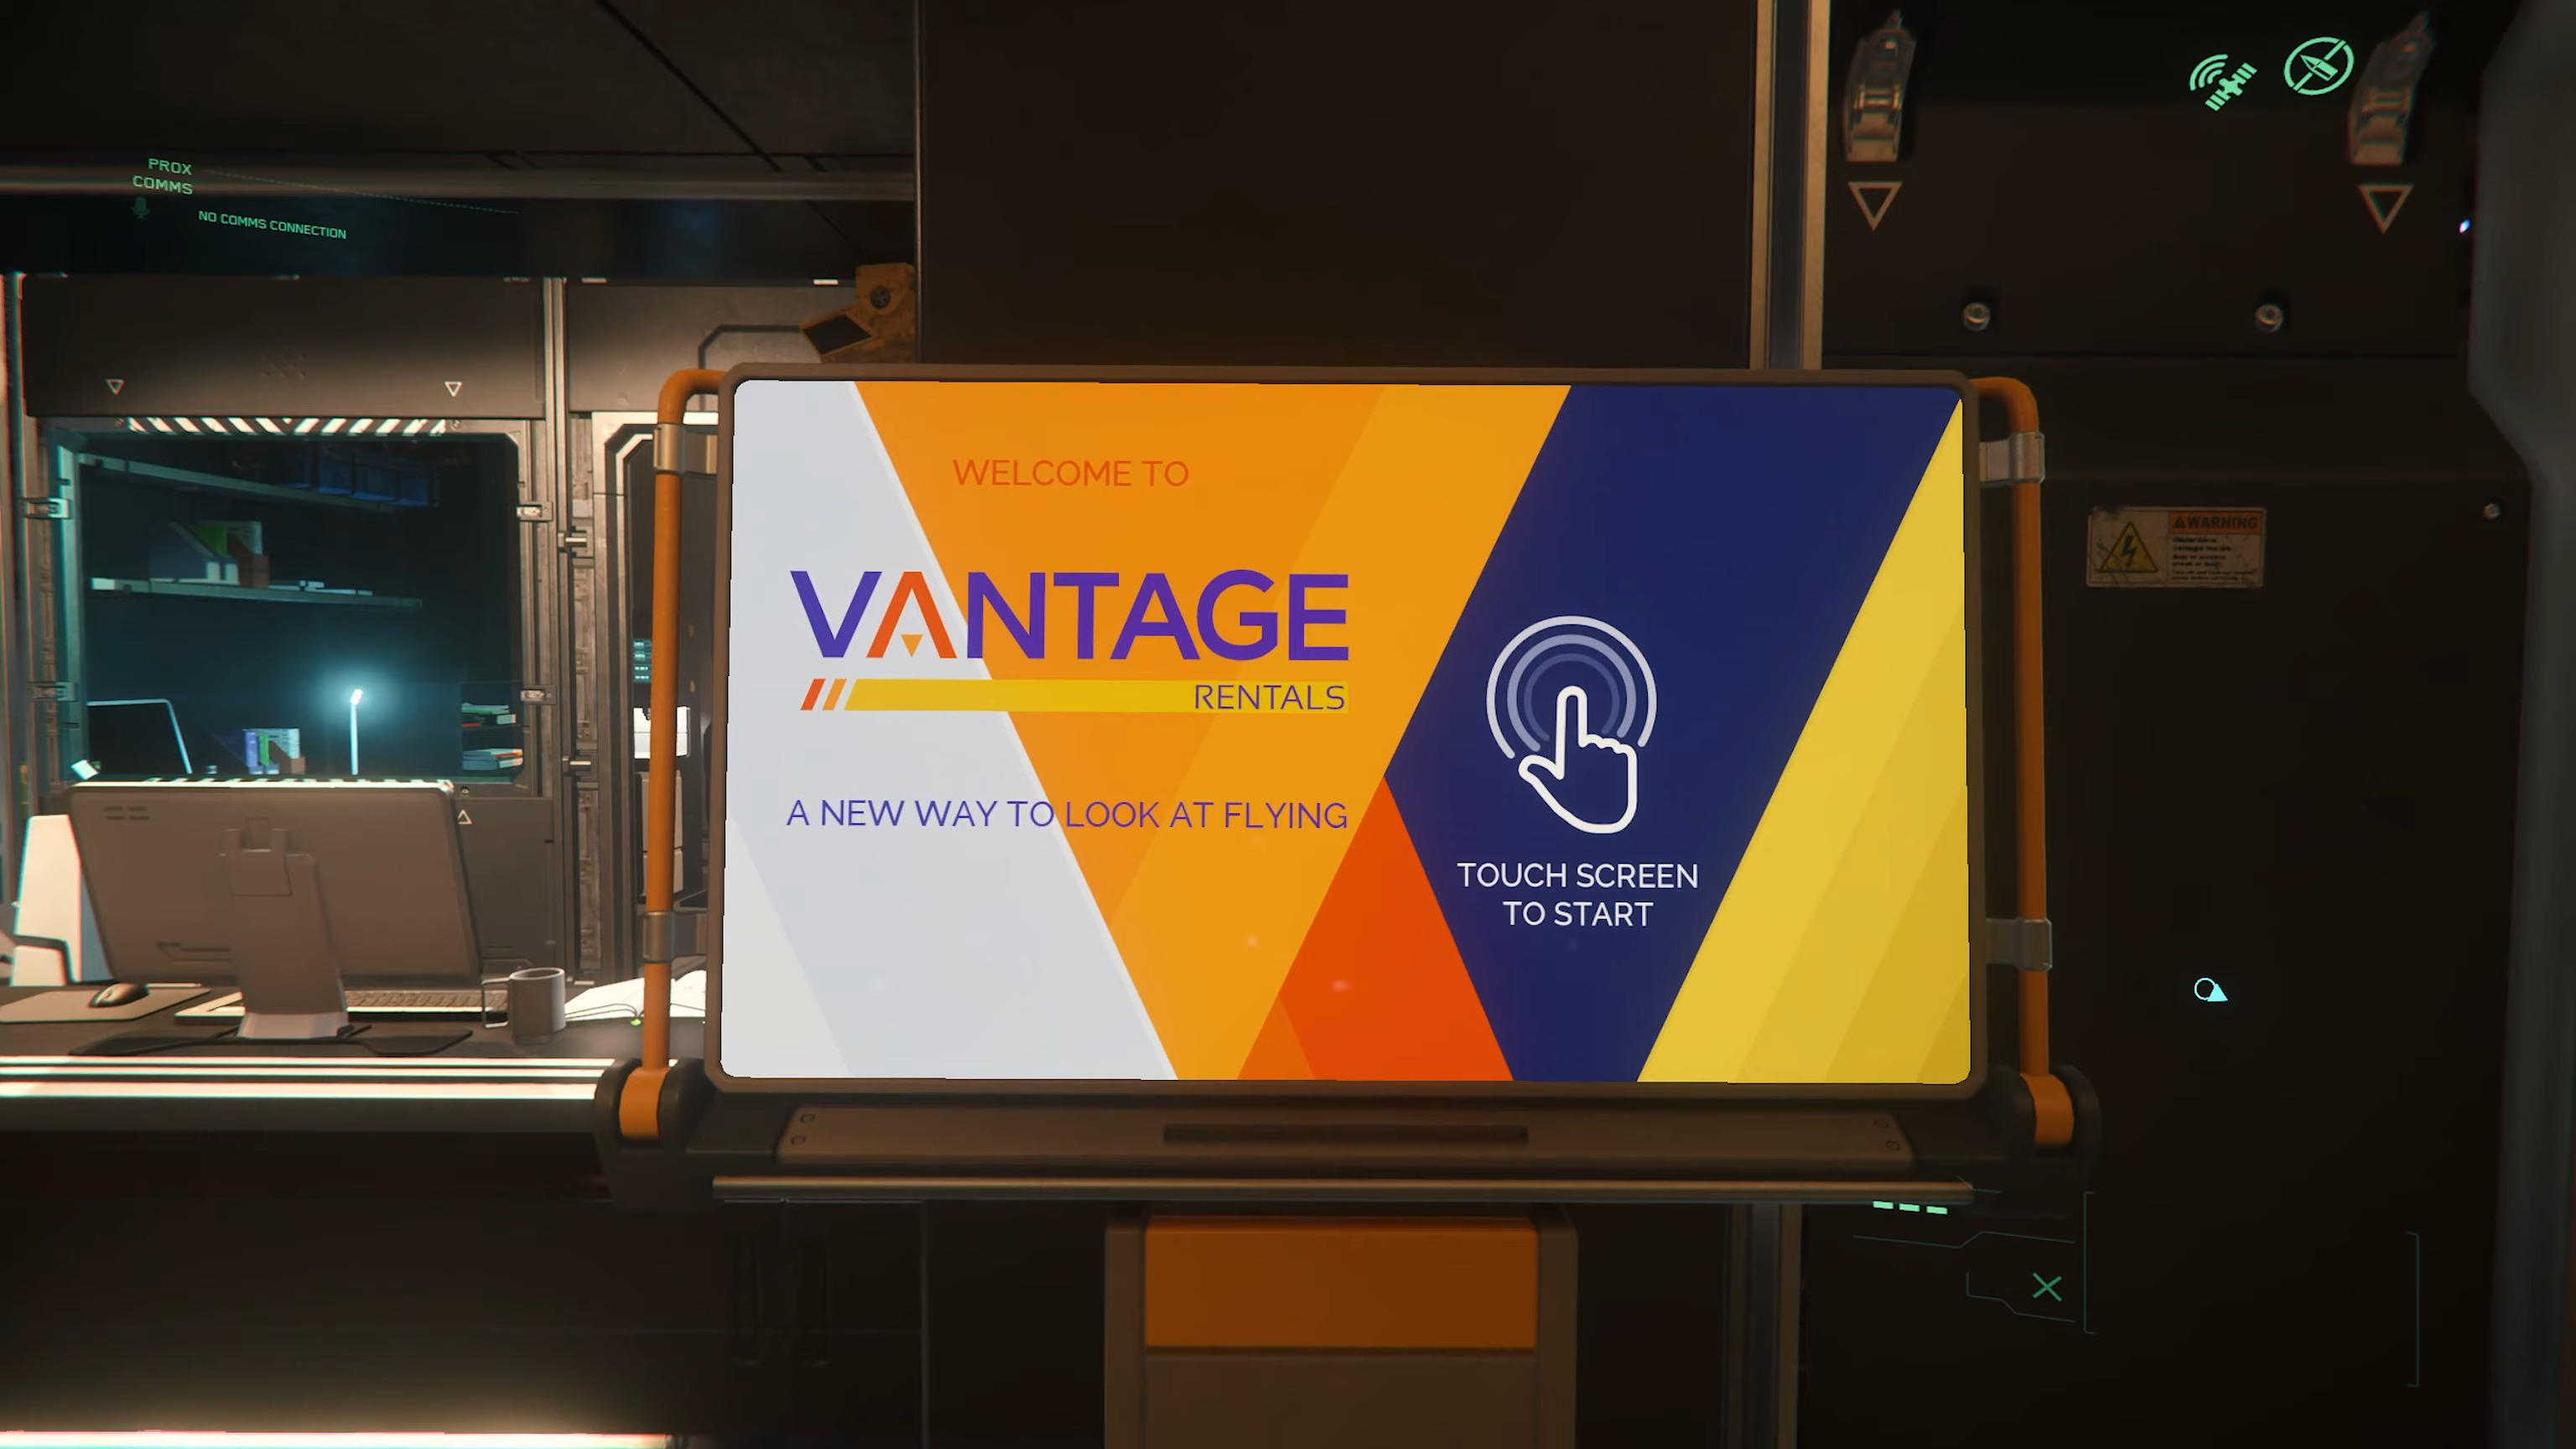 PROX
COMMS
NO COMMS CONNECTION
WELCOME TO
VANTAGE
RENTALS
A NEW WAY TO LOOK AT FLYING
TOUCH SCREEN
TO START
WARNING